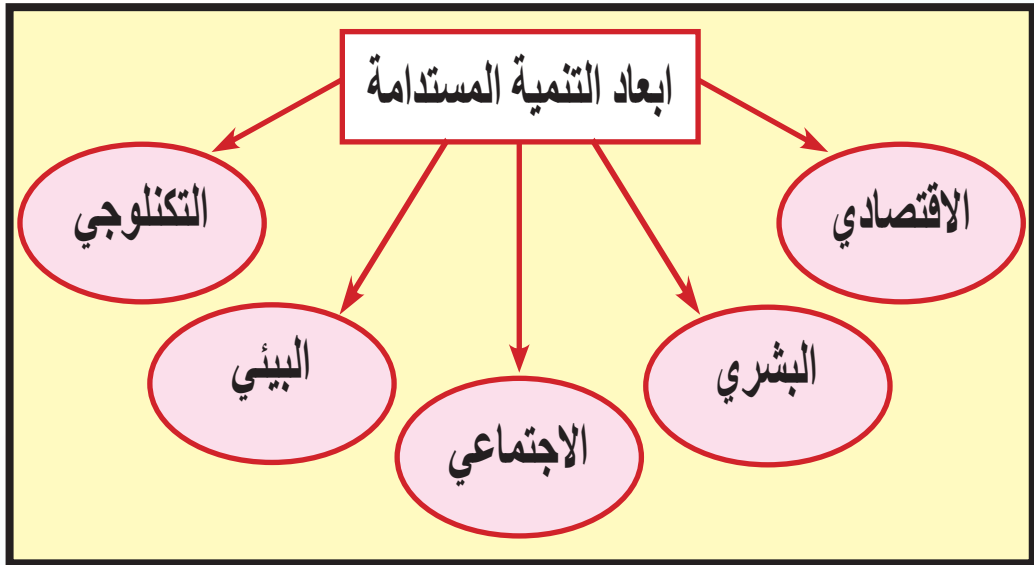 ابعاد التنمية المستدامة
الاقتصادي
البشري
الاجتماعي
البيئي
التكنلوجي